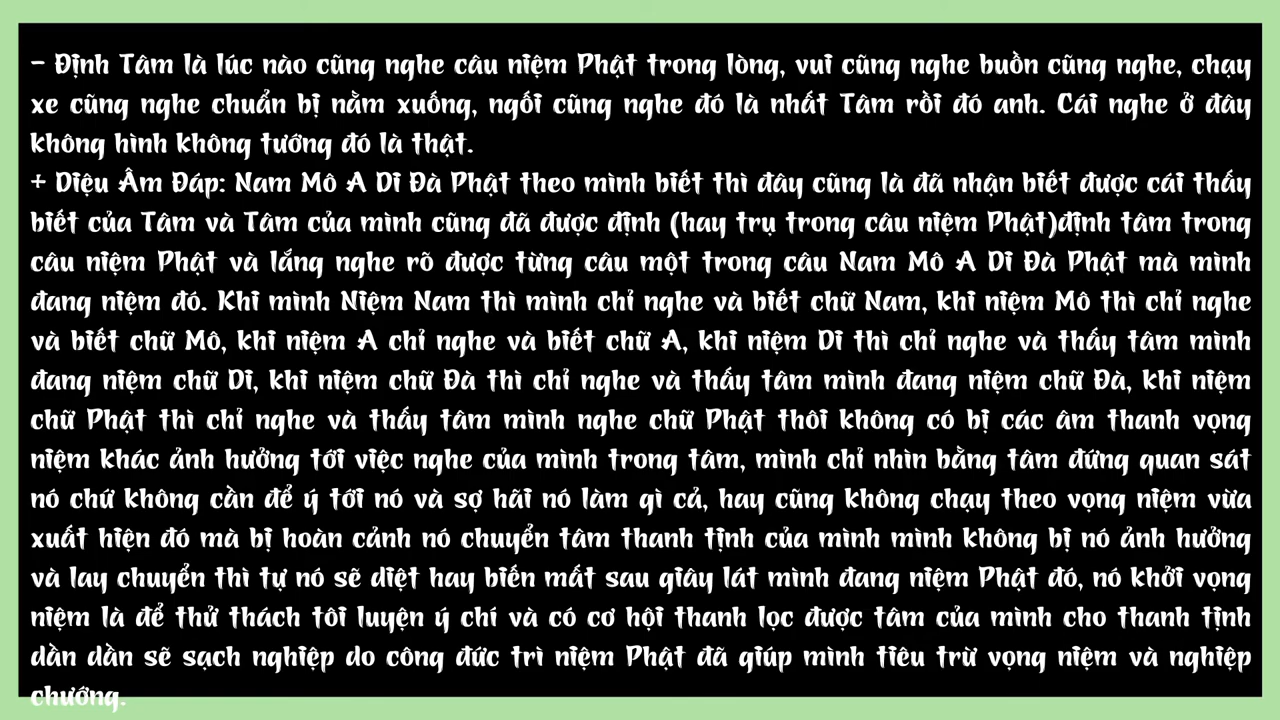 – Định Tâm là lúc nào cũng nghe câu niệm Phật trong lòng, vui cũng nghe buồn cũng nghe, chạy
xe cũng nghe chuẩn bị nằm xuống, ngối cũng nghe đó là nhất Tâm rồi đó anh. Cái nghe ở đây
không hình không tướng đó là thật.
+ Diệu Âm Đáp: Nam Mô A Di Đà Phật theo mình biết thì đây cũng là đã nhận biết được cái thấy
biết của Tâm và Tâm của mình cũng đã được định (hay trụ trong câu niệm Phật)định tâm trong
câu niệm Phật và lắng nghe rõ được từng câu một trong câu Nam Mô A Di Đà Phật mà mình
đang niệm đó. Khi mình Niệm Nam thì mình chỉ nghe và biết chữ Nam, khi niệm Mô thì chỉ nghe
và biết chữ Mô, khi niệm A chỉ nghe và biết chữ A, khi niệm Di thì chỉ nghe và thấy tâm mình
đang niệm chữ Di, khi niệm chữ Đà thì chỉ nghe và thấy tâm mình đang niệm chữ Đà, khi niệm
chữ Phật thì chỉ nghe và thấy tâm mình nghe chữ Phật thôi không có bị các âm thanh vọng
niệm khác ảnh hưởng tới việc nghe của mình trong tâm, mình chỉ nhìn bằng tâm đứng quan sát
nó chứ không cần để ý tới nó và sợ hãi nó làm gì cả, hay cũng không chạy theo vọng niệm vừa
xuất hiện đó mà bị hoàn cảnh nó chuyển tâm thanh tịnh của mình mình không bị nó ảnh hưởng
và lay chuyển thì tự nó sẽ diệt hay biến mất sau giây lát mình đang niệm Phật đó, nó khởi vọng
niệm là để thử thách tôi luyện ý chí và có cơ hội thanh lọc được tâm của mình cho thanh tịnh
dần dần sẽ sạch nghiệp do công đức trì niệm Phật đã giúp mình tiêu trừ vọng niệm và nghiệp
chướng.